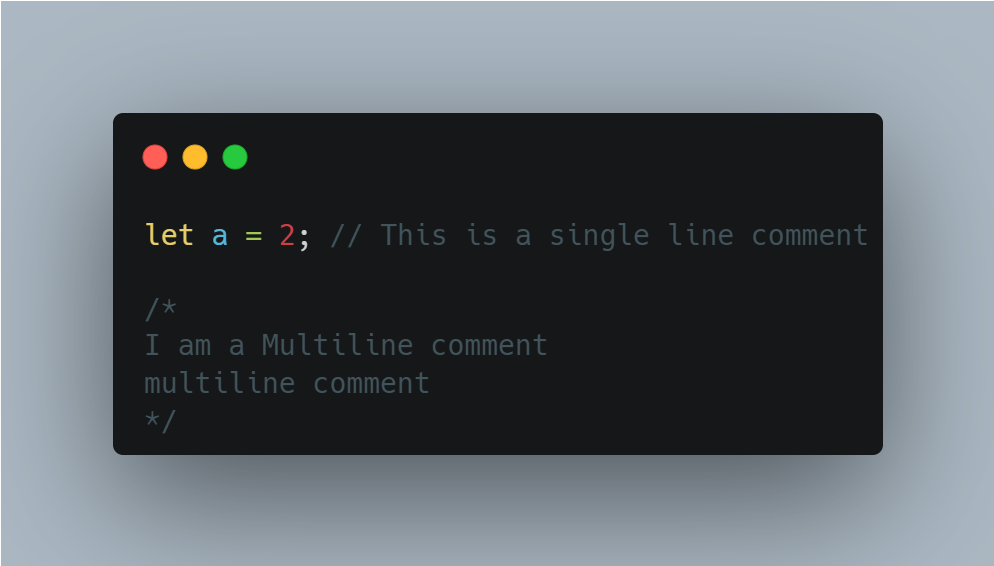 let a = 2; // This is a single line comment
/*
I am a Multiline comment
multiline comment
*/